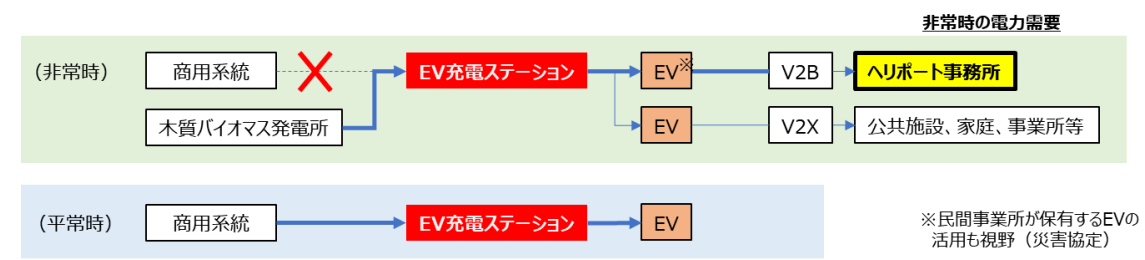 非常時の電力需要
（非常時）
商用系統
EV充電ステーション
EV※
V2B
ヘリポート事務所
木質バイオマス発電所
EV
V2X
公共施設、家庭、事業所等
（平常時）
商用系統
EV充電ステーション
EV
※民間事業所が保有するEVの
活用も視野（災害協定）